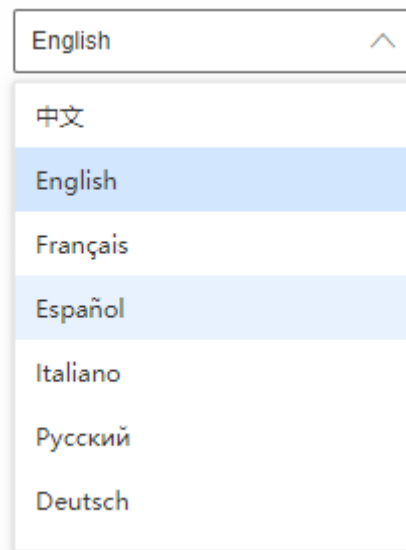 English
中文
English
Français
Español
Italiano
Русский
Deutsch